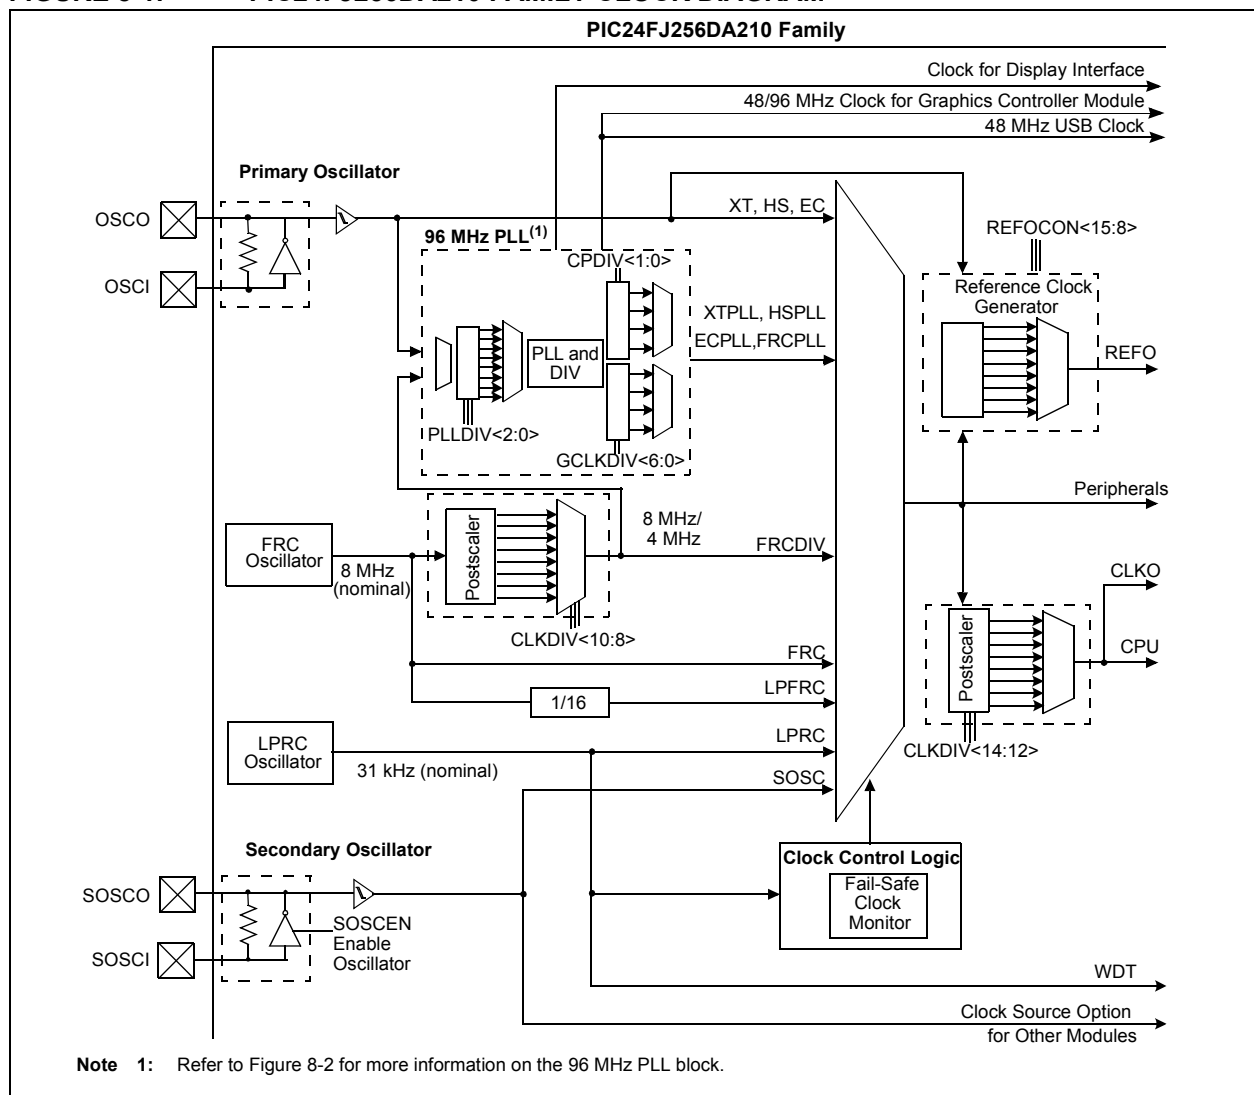 PIC24FJ256DA210 Family
Clock for Display Interface
48/96 MHz Clock for Graphics Controller Module
48 MHz USB Clock
Primary Oscillator
OSCO
XT, HS, EC
REFOCON<15:8>
96 MHz PLL(1)
CPDIV<1:0>
OSCI
Reference Clock
Generator
XTPLL, HSPLL
ECPLL,FRCPLL
PLL and
DIV
REFO
PLLDIV<2:0>
GCLKDIV<6:0>
Peripherals
8 MHz/
4 MHz
FRC
Oscillator
Postscaler
FRCDIV
8 MHz
(nominal)
CLKO
CLKDIV<10:8>
FRC
Postscaler
CPU
LPFRC
1/16
LPRC
Oscillator
LPRC
CLKDIV<14:12>
31 kHz (nominal)
SOSC
Secondary Oscillator
Clock Control Logic
Fail-Safe
Clock
Monitor
SOSCO
SOSCEN
Enable
Oscillator
SOSCI
WDT
Clock Source Option
for Other Modules
Note 1: Refer to Figure 8-2 for more information on the 96 MHz PLL block.